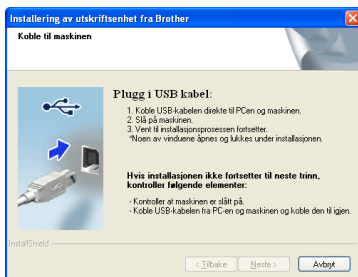 Installering av utskriftsenhet fra Brother
Koble til maskinen
Plugg i USB kabel:
1. Koble USB-kabelen direkte til PCen og maskinen.
2. Slå på maskinen.
3. Vent til installasjonsprosessen fortsetter.
*Noen av vinduene åpnes og lukkes under installasjonen.
Hvis installasjonen ikke fortsetter til neste trinn,
kontroller følgende elementer:
· Kontroller at maskinen er slått på.
· Koble USB-kabelen fra PC-en og maskinen og koble den til igjen.
InstallShield
< Tilbake
Neste >
Avbryt